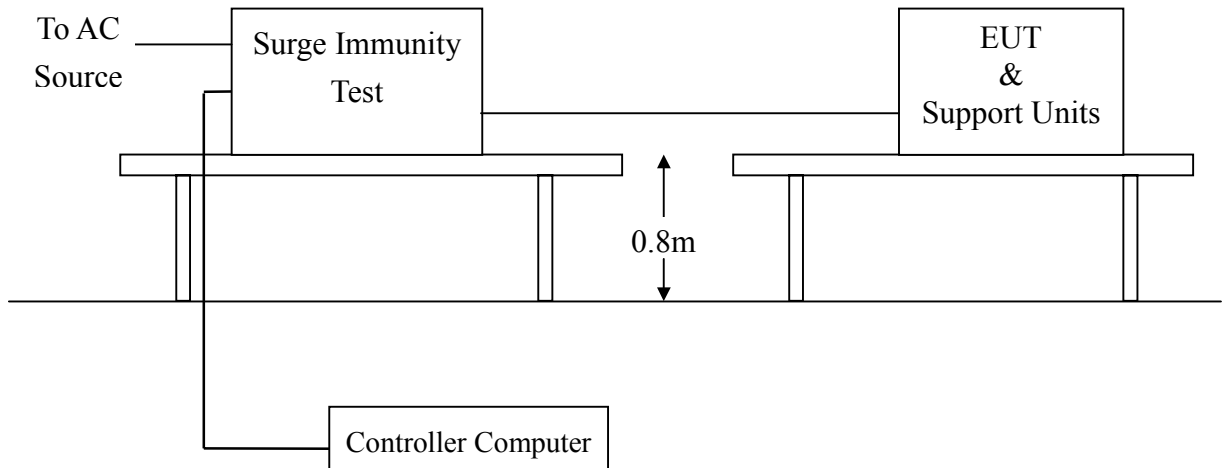 To AC
Source
Surge Immunity
Test
EUT
&
Support Units
0.8m
Controller Computer